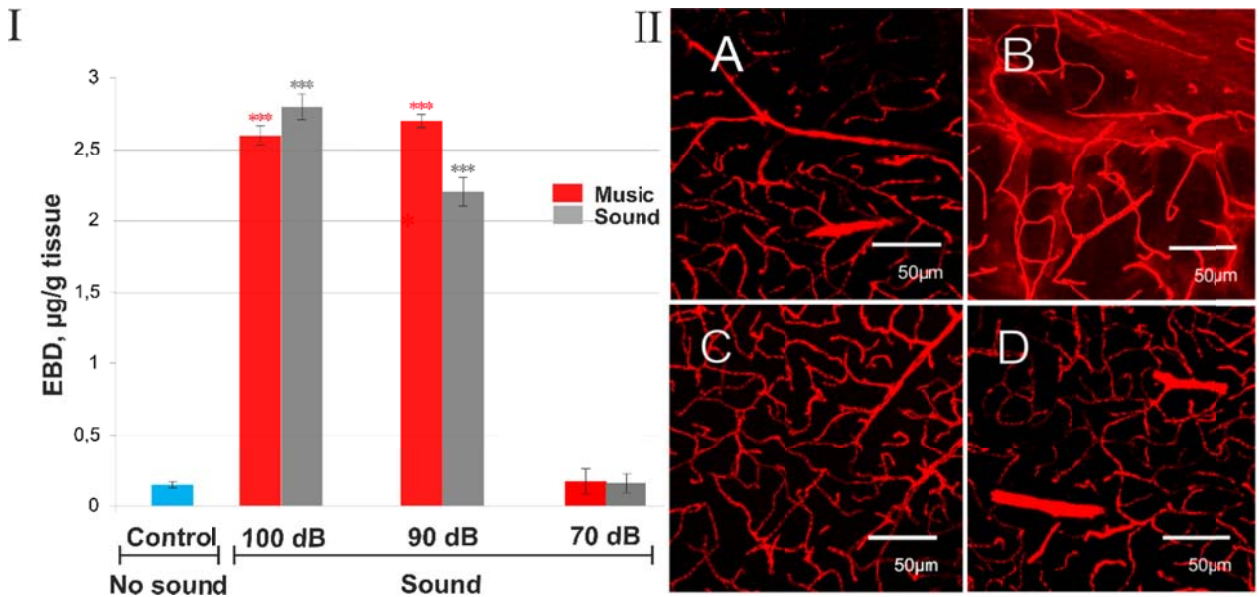 I
3
***
***
***
2,5
***
Music
2
*
Sound
EBD, µg/g tissue
1,5
1
0,5
0
Control 100 dB 90 dB 70 dB
No sound Sound
II
A
50µm
B
50µm
C
50µm
D
50µm